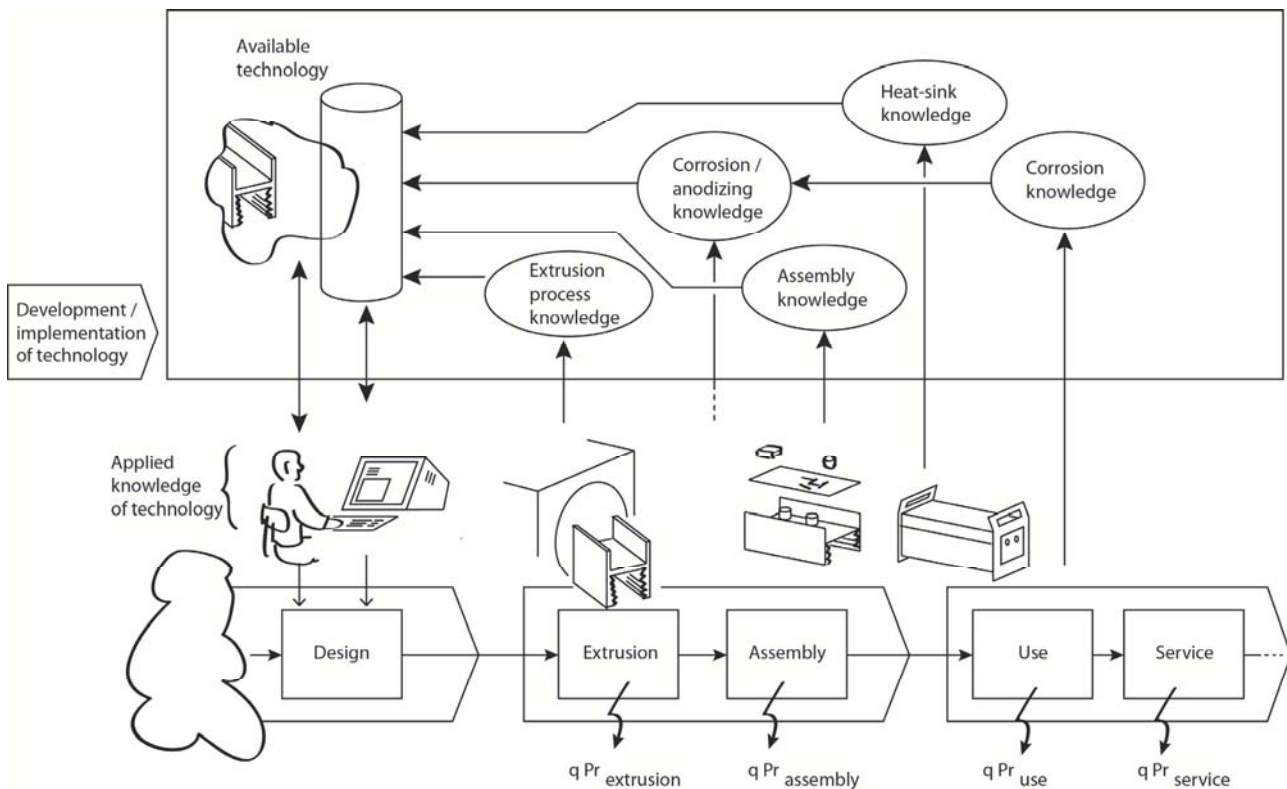 Available
technology
Heat-sink
knowledge
Corrosion /
anodizing
knowledge
Corrosion
knowledge
Extrusion
process
knowledge
Assembly
knowledge
Development /
implementation
of technology
Applied
knowledge
of technology
Design
Extrusion
Assembly
Use
Service
q Pr extrusion
q Pr assembly
q Pr use
q Pr service